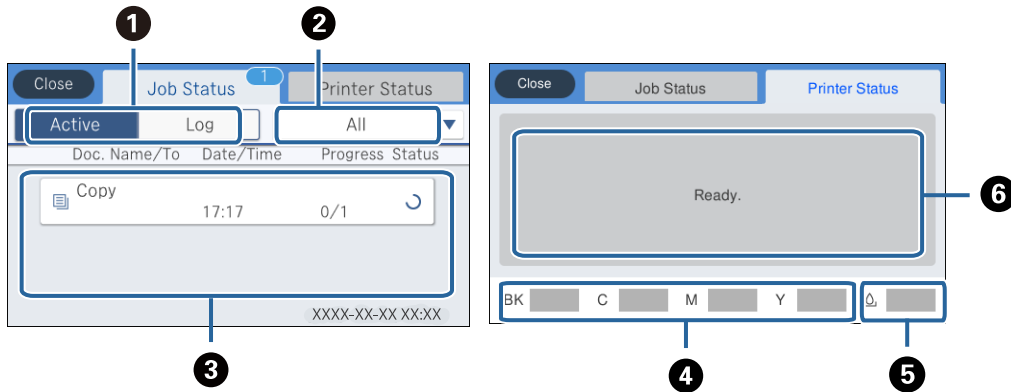 1 2
Close Job Status 1 Printer Status
Active Log All
Doc. Name/To Date/Time Progress Status
Copy
17:17 0/1
XXXX-XX-XX XX:XX
3
Close Job Status Printer Status
Ready.
6
BK C M Y
4 5